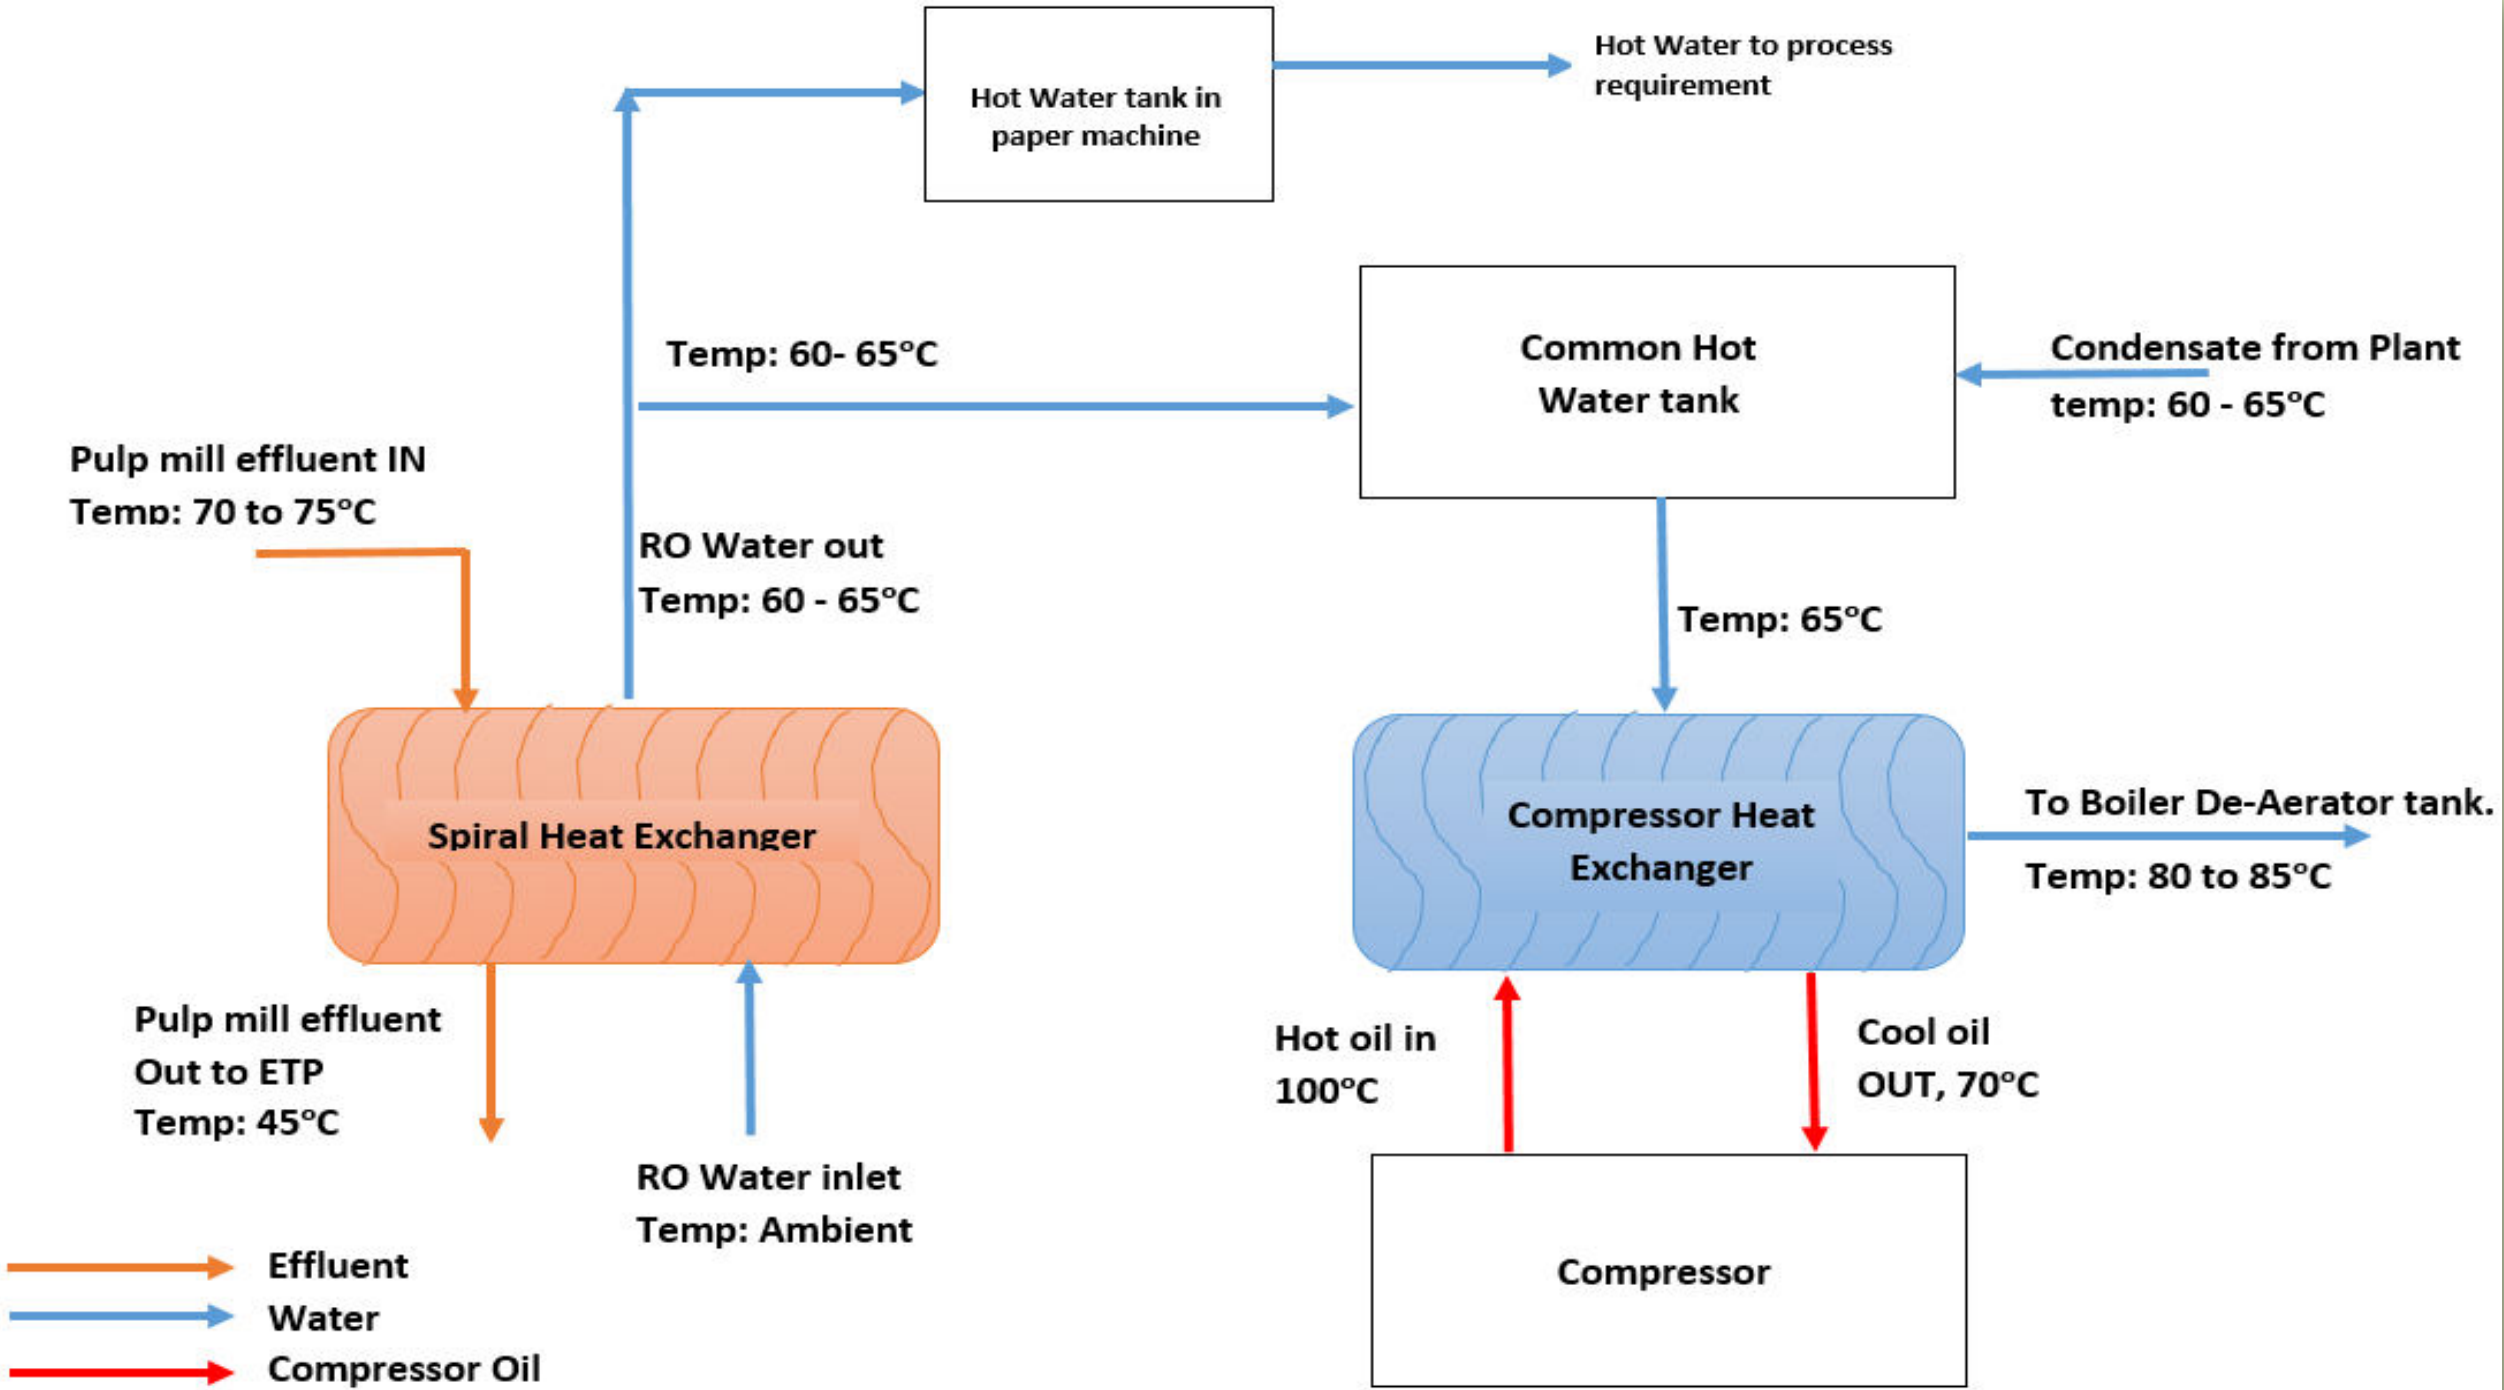 Hot Water to process
requirement
Hot Water tank in
paper machine
Temp: 60- 65°C
Common Hot
Water tank
Condensate from Plant
temp: 60 - 65°C
Pulp mill effluent IN
Temp: 70 to 75°C
RO Water out
Temp: 60 - 65°C
Temp: 65°C
Spiral Heat Exchanger
Compressor Heat
Exchanger
To Boiler De-Aerator tank.
Temp: 80 to 85°C
Pulp mill effluent
Out to ETP
Temp: 45°C
RO Water inlet
Temp: Ambient
Hot oil in
100°C
Cool oil
OUT, 70°C
Compressor
Effluent
Water
Compressor Oil